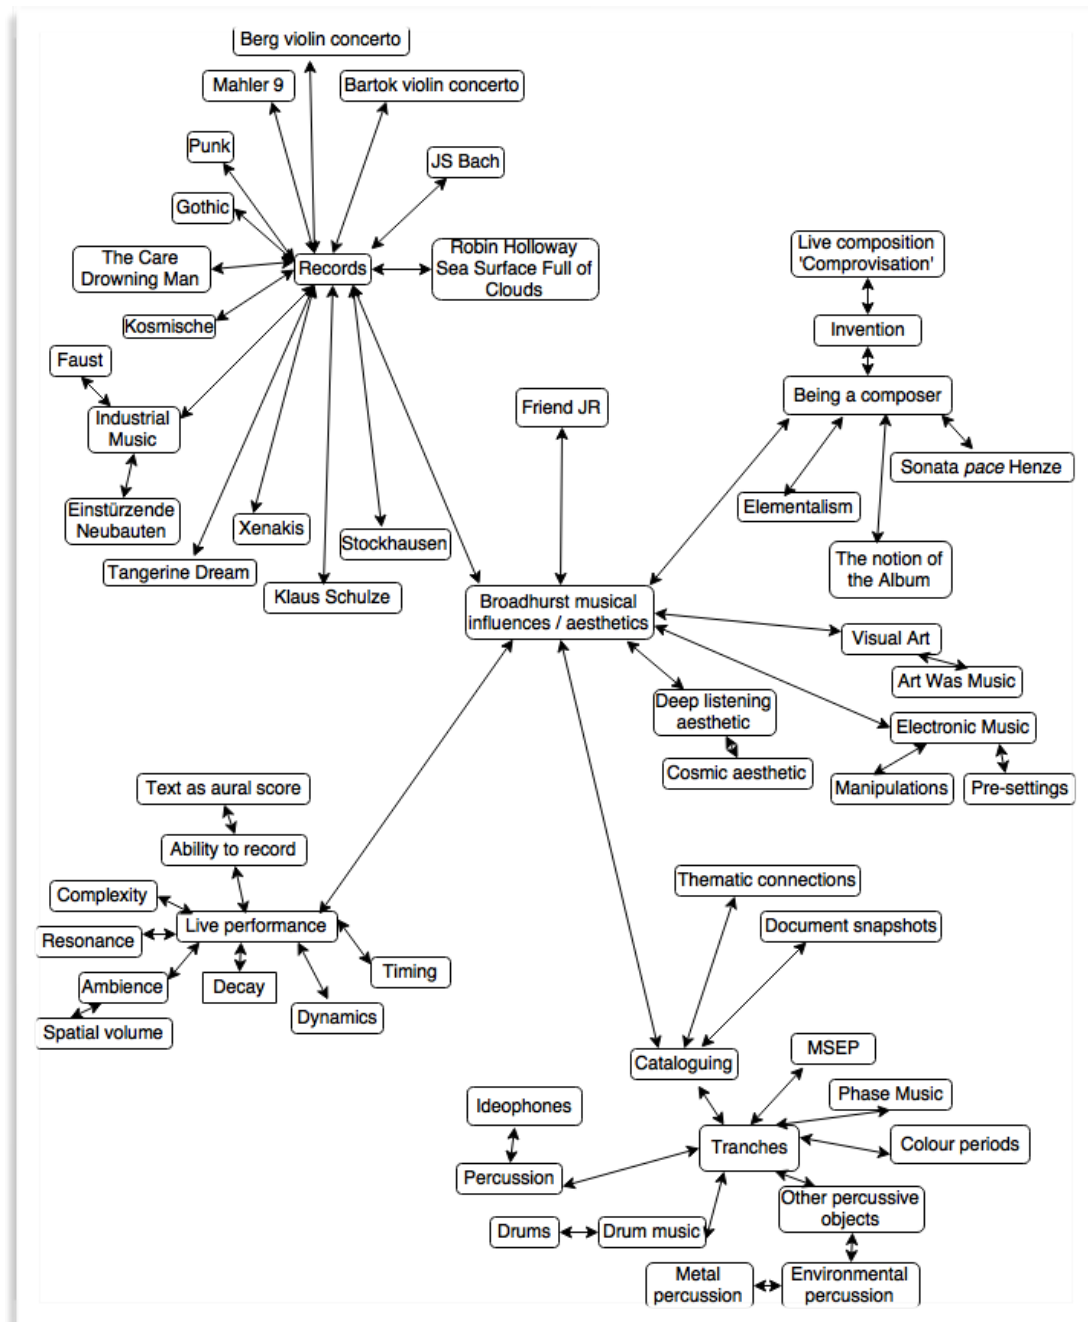 Berg violin concerto
Mahler 9
Bartok violin concerto
Punk
JS Bach
Gothic
The Care
Drowning Man
Records
Robin Holloway
Sea Surface Full of
Clouds
Kosmische
Faust
Industrial
Music
Einstürzende
Neubauten
Xenakis
Stockhausen
Tangerine Dream
Klaus Schulze
Live composition
'Comprovisation'
Invention
Being a composer
Friend JR
Sonata pace Henze
Elementalism
The notion of
the Album
Broadhurst musical
influences / aesthetics
Visual Art
Art Was Music
Deep listening
aesthetic
Electronic Music
Cosmic aesthetic
Manipulations
Pre-settings
Text as aural score
Ability to record
Complexity
Live performance
Resonance
Timing
Ambience
Decay
Dynamics
Spatial volume
Thematic connections
Document snapshots
Cataloguing
MSEP
Phase Music
Ideophones
Tranches
Colour periods
Percussion
Other percussive
objects
Drums
Drum music
Metal
percussion
Environmental
percussion